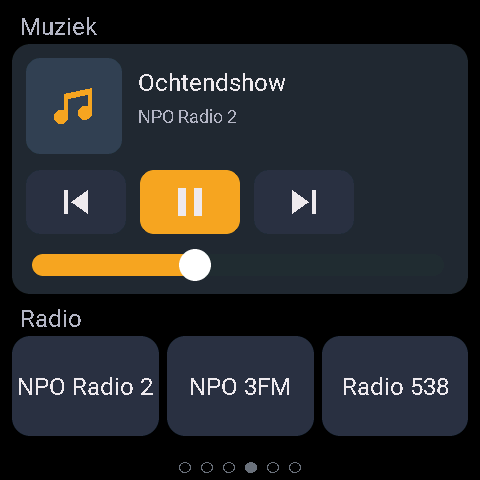 Muziek
Ochtendshow
NPO Radio 2
Radio
NPO Radio 2
NPO 3FM
Radio 538